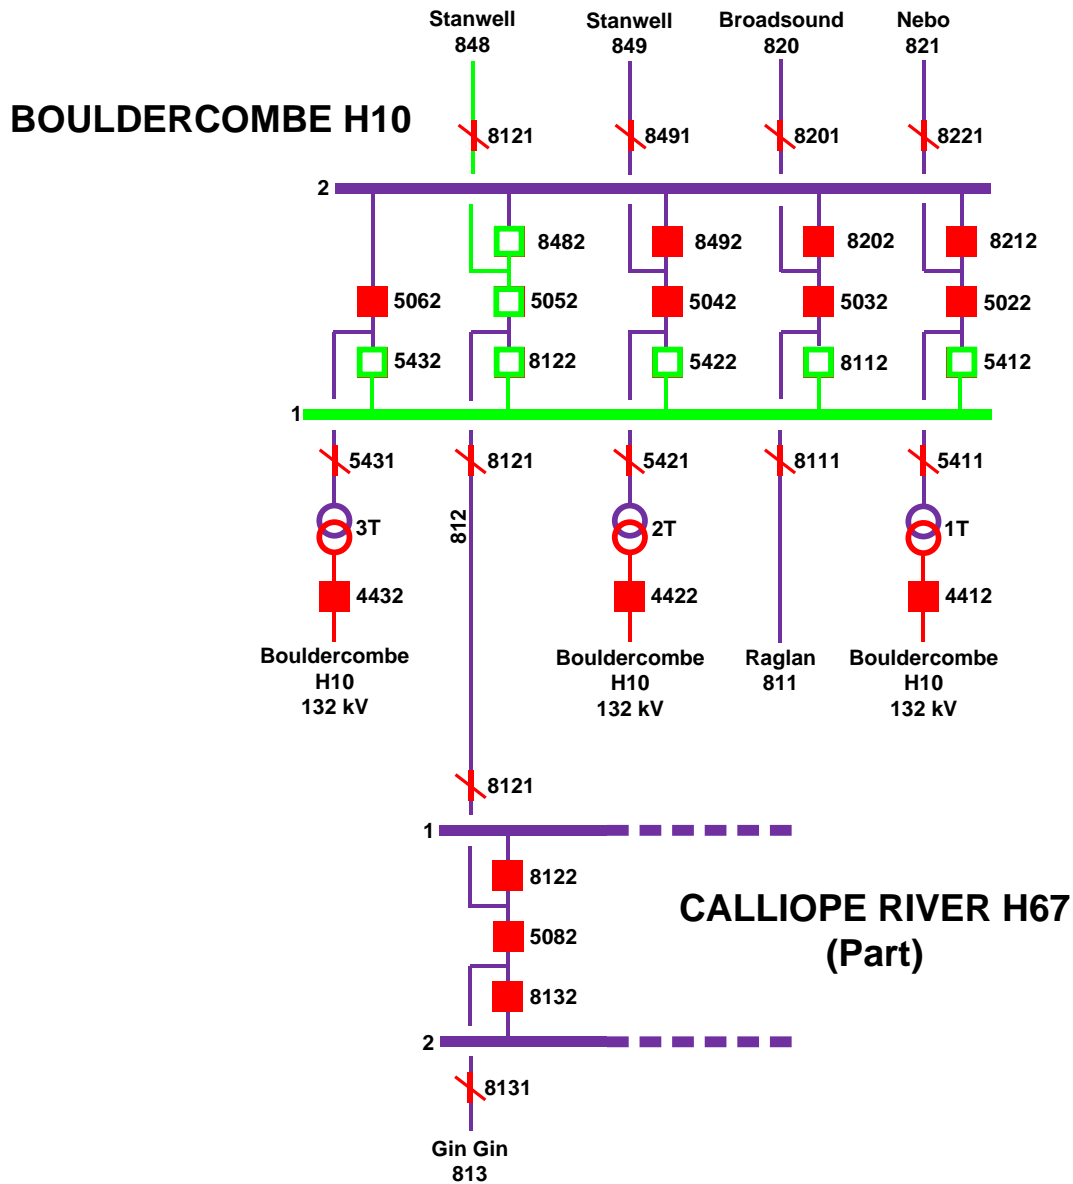 Stanwell
848
Stanwell
849
Broadsound
820
Nebo
821
BOULDERCOMBE H10
8121
8491
8201
8221
2
8482
8492
8202
8212
5062
5052
5042
5032
5022
5432
8122
5422
8112
5412
1
5431
8121
5421
8111
5411
3T
812
2T
1T
4432
4422
4412
Bouldercombe
H10
132 kV
Bouldercombe
H10
132 kV
Raglan
811
Bouldercombe
H10
132 kV
8121
1
8122
CALLIOPE RIVER H67
(Part)
5082
8132
2
8131
Gin Gin
813